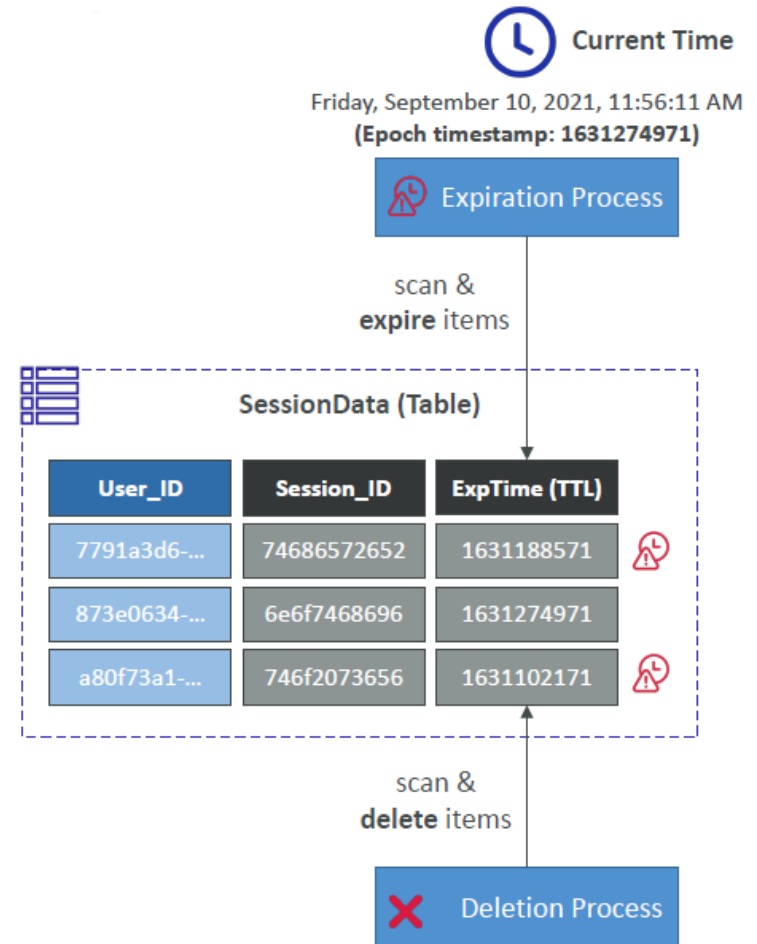 Current Time
Friday, September 10, 2021, 11:56:11 AM
(Epoch timestamp: 1631274971)
Expiration Process
scan &
expire items
SessionData (Table)
User_ID Session_ID ExpTime (TTL)
7791a3d6-... 74686572652 1631188571
873e0634-... 6e6f7468696 1631274971
a80f73a1-... 746f2073656 1631102171
scan &
delete items
Deletion Process